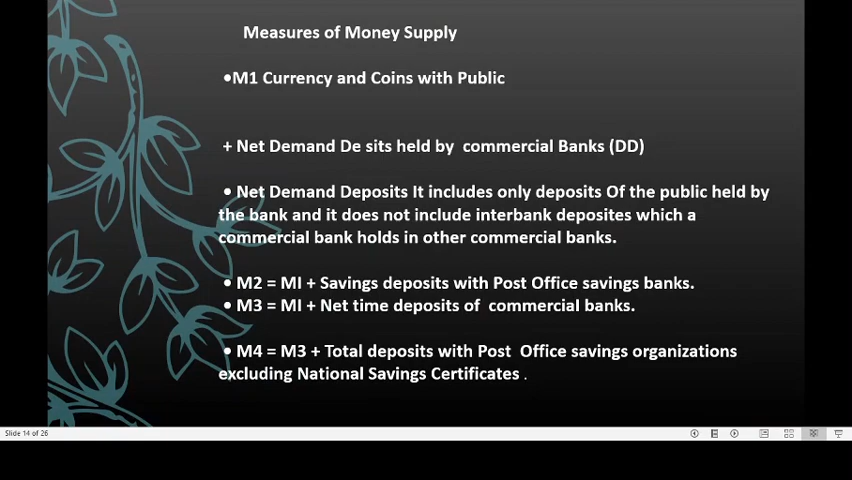 Measures of Money Supply
•M1 Currency and Coins with Public
+ Net Demand De sits held by commercial Banks (DD)
• Net Demand Deposits It includes only deposits Of the public held by
the bank and it does not include interbank deposites which a
commercial bank holds in other commercial banks.
• M2 = MI + Savings deposits with Post Office savings banks.
• M3 = MI + Net time deposits of commercial banks.
• M4 = M3 + Total deposits with Post Office savings organizations
excluding National Savings Certificates .
Slide 14 of 26